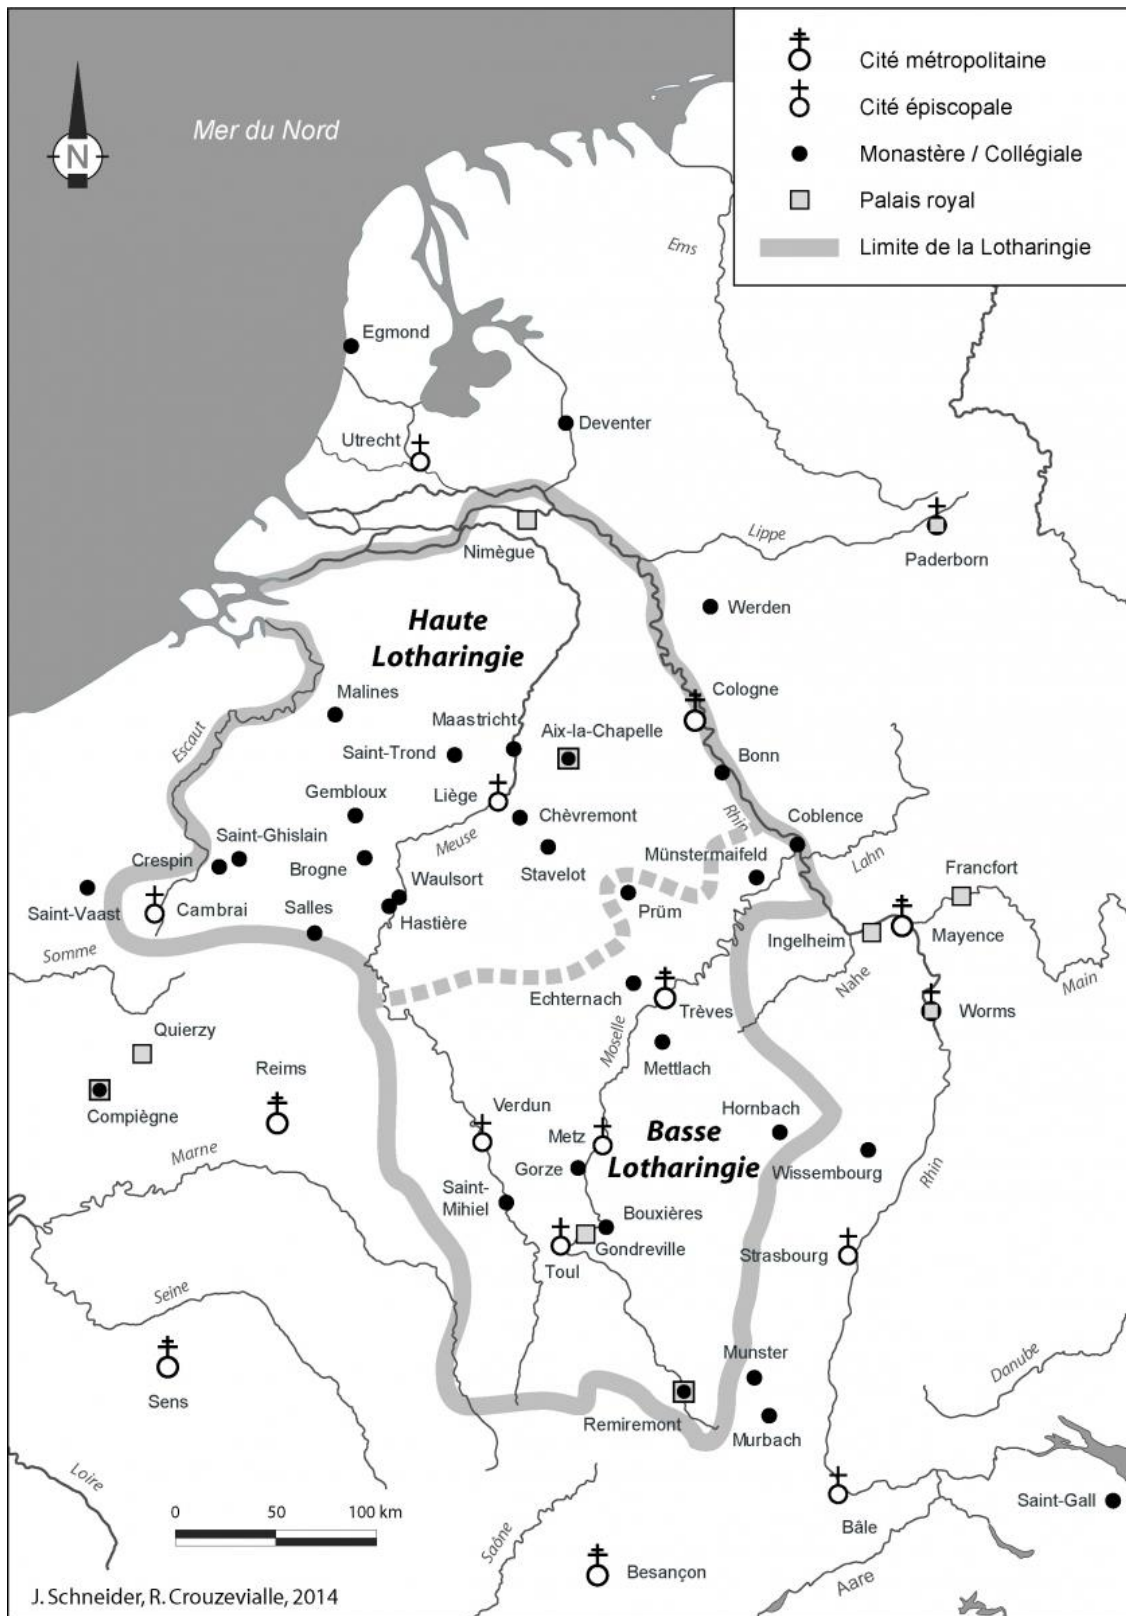 Cité métropolitaine
Cité épiscopale
Monastère / Collégiale
Palais royal
Limite de la Lotharingie
Mer du Nord
N
Ems
Egmond
Deventer
Utrecht
Lippe
Nimègue
Paderborn
Werden
Haute
Lotharingie
Cologne
Malines
Maastricht
Aix-la-Chapelle
Escaut
Saint-Trond
Bonn
Gembloux
Liège
Chèvremont
Rhin
Coblence
Meuse
Saint-Ghislain
Crespin
Brogne
Stavelot
Münstermaifeld
Lahn
Francfort
Waulsort
Saint-Vaast
Cambrai
Salles
Hastière
Prüm
Ingelheim
Mayence
Somme
Nahe
Main
Echternach
Trèves
Worms
Quierzy
Moselle
Mettlach
Reims
Compiègne
Verdun
Metz
Basse
Lotharingie
Hornbach
Marne
Gorze
Wissembourg
Rhin
Saint-
Mihiel
Bouxières
Gondreville
Strasbourg
Toul
Seine
Munster
Danube
Sens
Remiremont
Murbach
Loire
0 50 100 km
Saint-Gall
Bâle
Saône
Besançon
Aare
J. Schneider, R. Crouzevialle, 2014